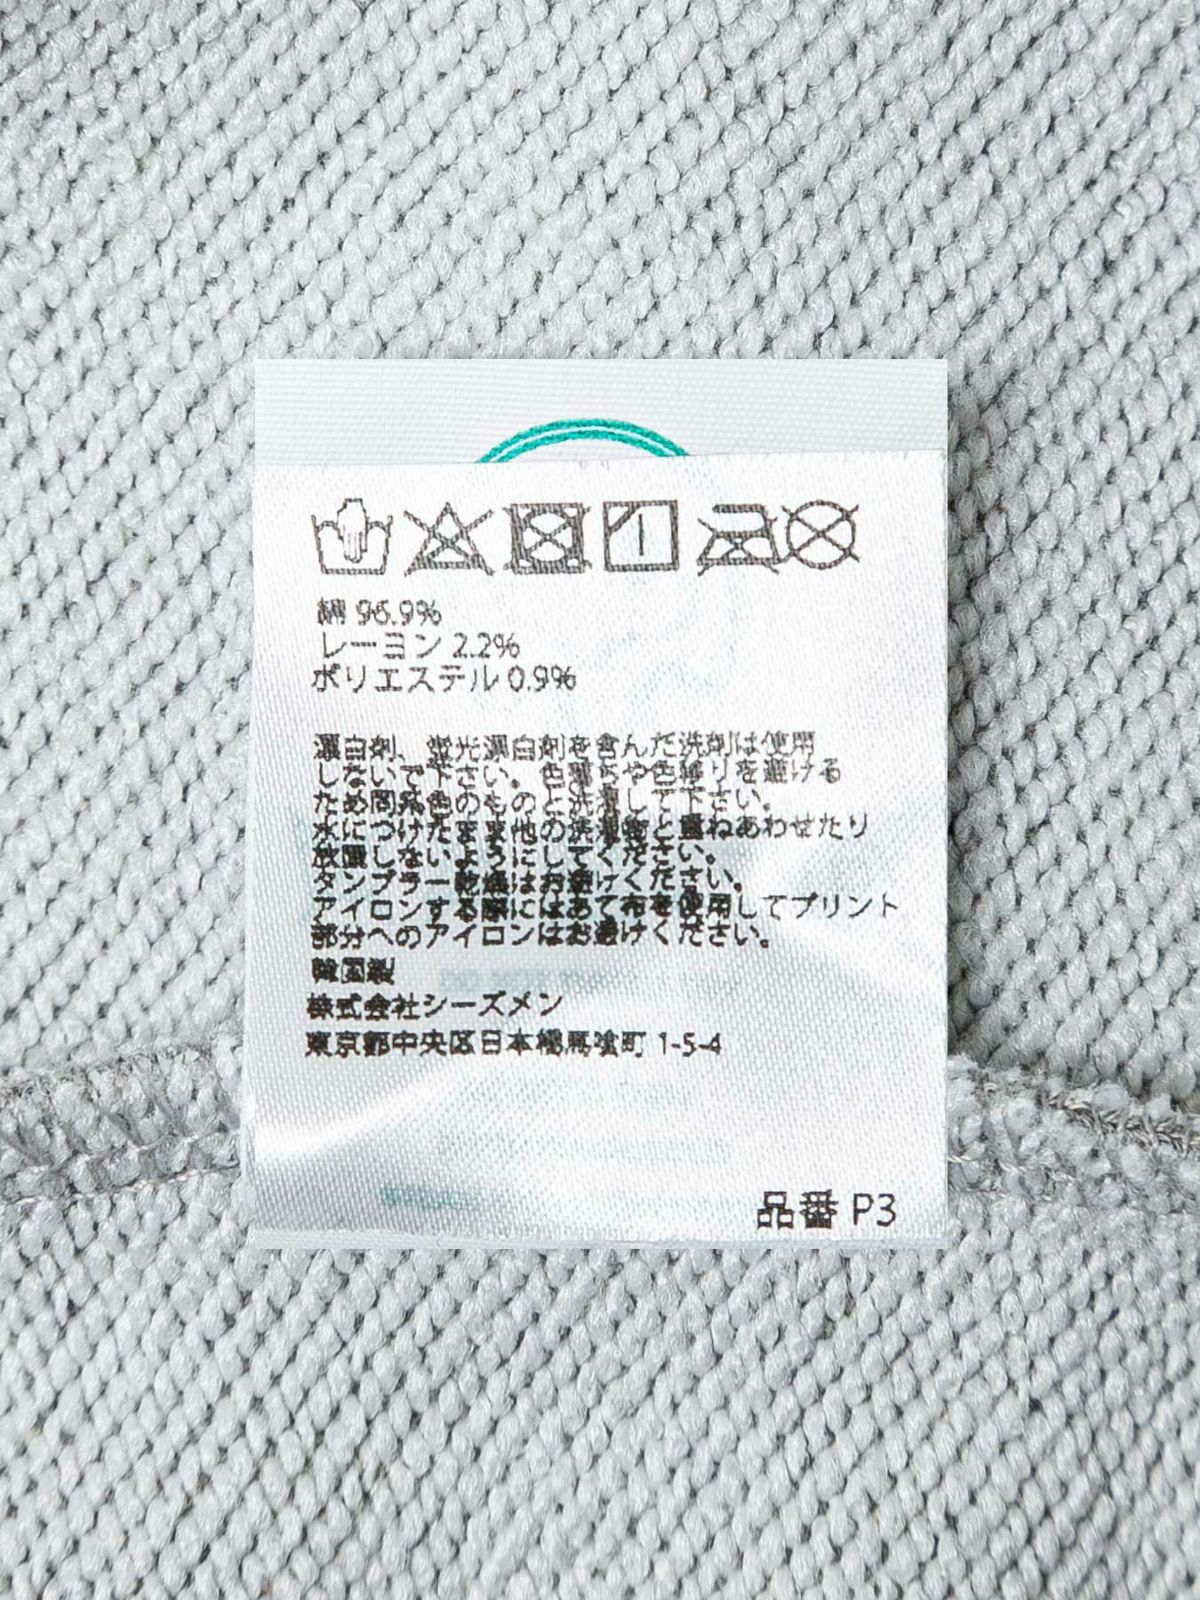 綿 96.9%
レーヨン 2.2%
ポリエステル 0.9%
漂白剤、蛍光漂白剤を含んだ洗剤は使用
しないで下さい。色落ちや色移りを避ける
ため同系色のものと洗濯して下さい。
水につけたまま他の洗濯物と重ねあわせたり
放置しないようにしてください。
タンブラー乾燥はお避けください。
アイロンする際にはあて布を使用してプリント
部分へのアイロンはお避けください。
韓国製
株式会社シーズメン
東京都中央区日本橋馬喰町 1-5-4
品番 P3